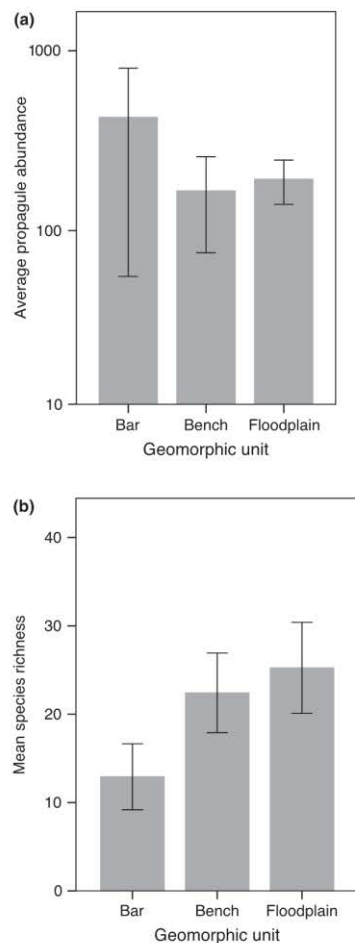 (a)
1000
100
10
Average propagule abundance
Bar Bench Floodplain
Geomorphic unit
(b)
40
30
20
10
0
Mean species richness
Bar Bench Floodplain
Geomorphic unit